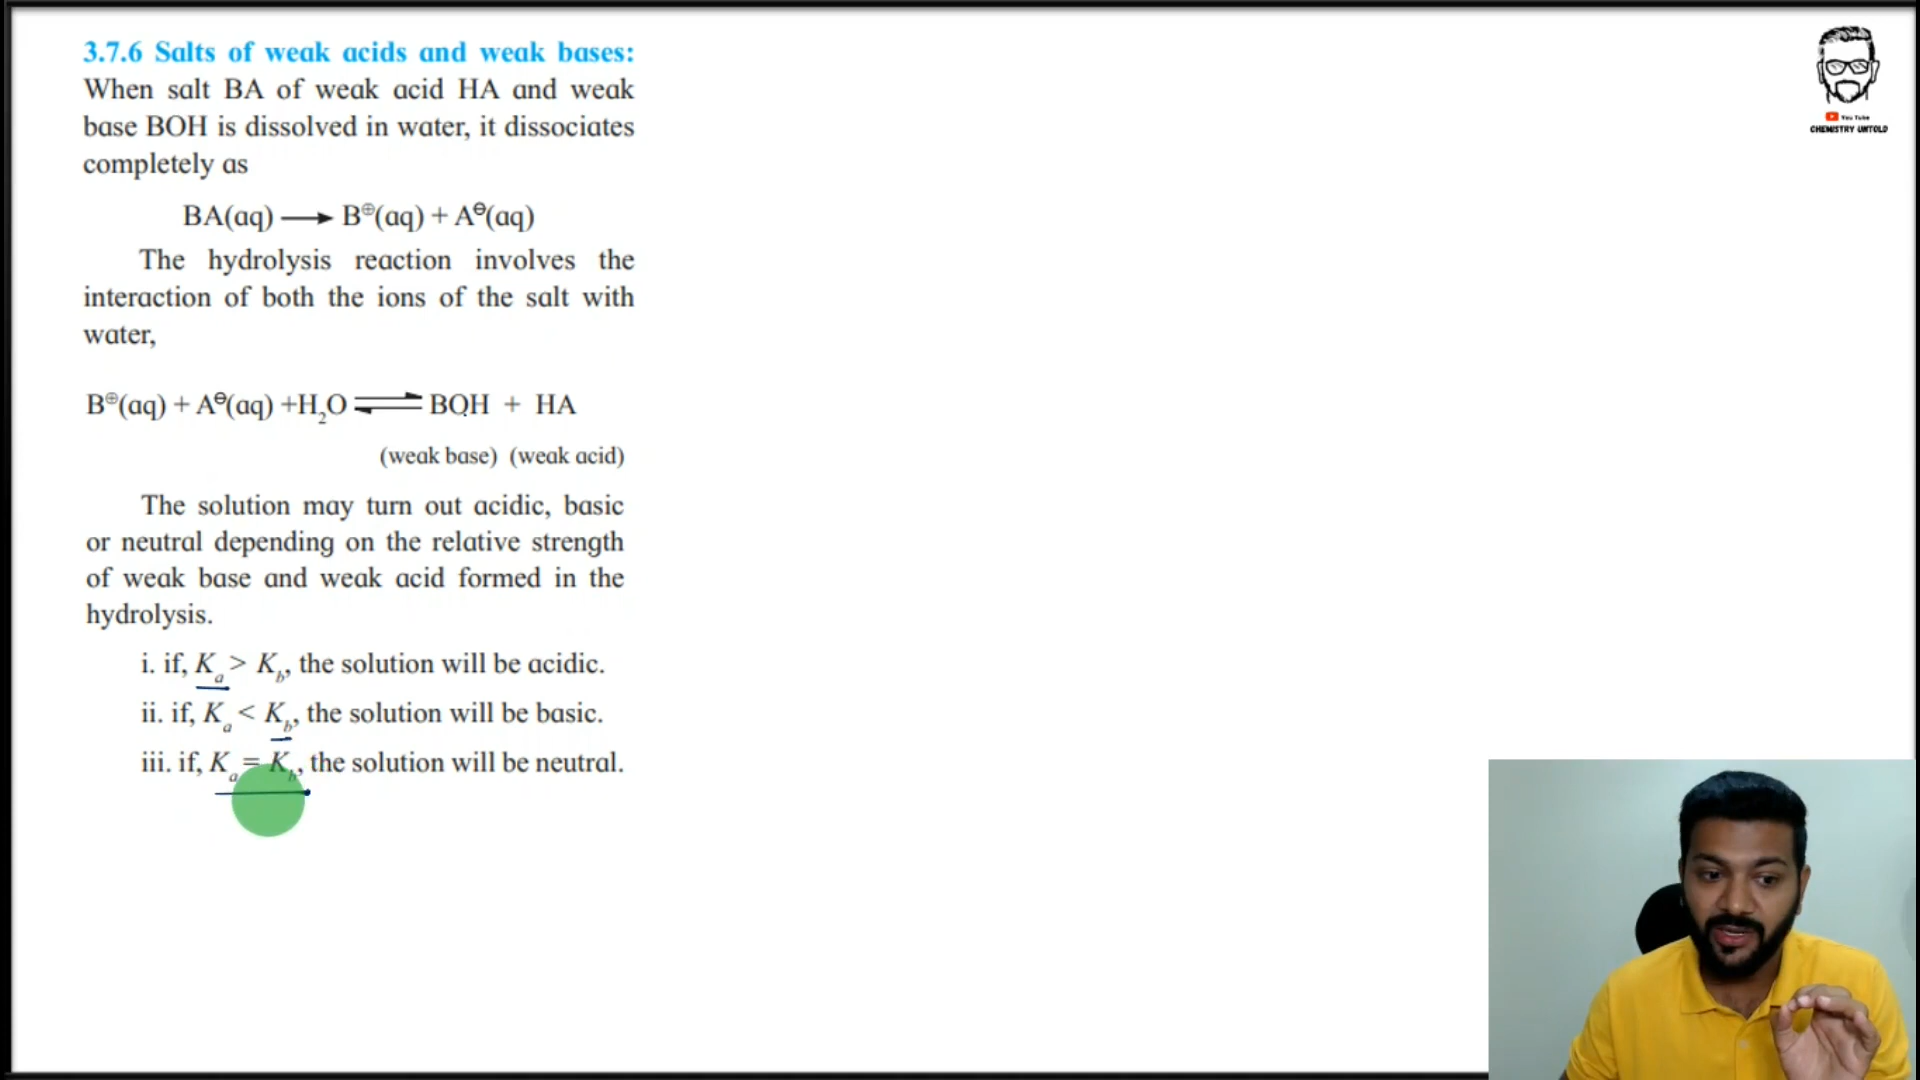 3.7.6 Salts of weak acids and weak bases:
When salt BA of weak acid HA and weak
base BOH is dissolved in water, it dissociates
completely as
BA(aq) ⟶ B⊕(aq) + A⊖(aq)
The hydrolysis reaction involves the
interaction of both the ions of the salt with
water,
B⊕(aq) + A⊖(aq) +H₂O ⇌ BOH + HA
(weak base) (weak acid)
The solution may turn out acidic, basic
or neutral depending on the relative strength
of weak base and weak acid formed in the
hydrolysis.
i. if, Kₐ > K_b, the solution will be acidic.
ii. if, Kₐ < K_b, the solution will be basic.
iii. if, Kₐ = K_b, the solution will be neutral.
You Tube
CHEMISTRY UNTOLD